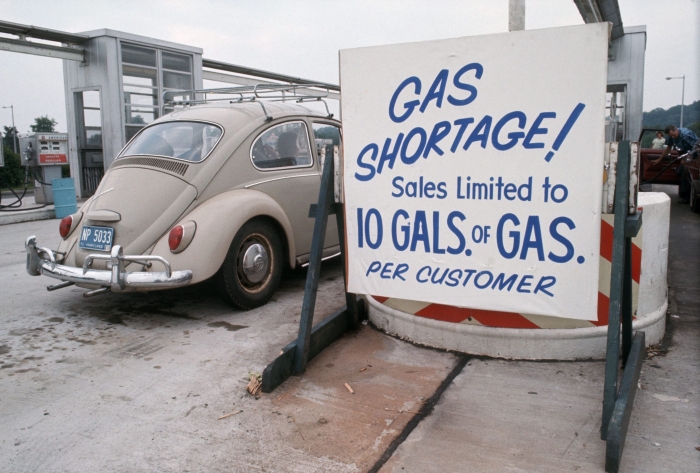 GAS
SHORTAGE!
Sales Limited to
10 GALS. OF GAS.
PER CUSTOMER
NP 5033